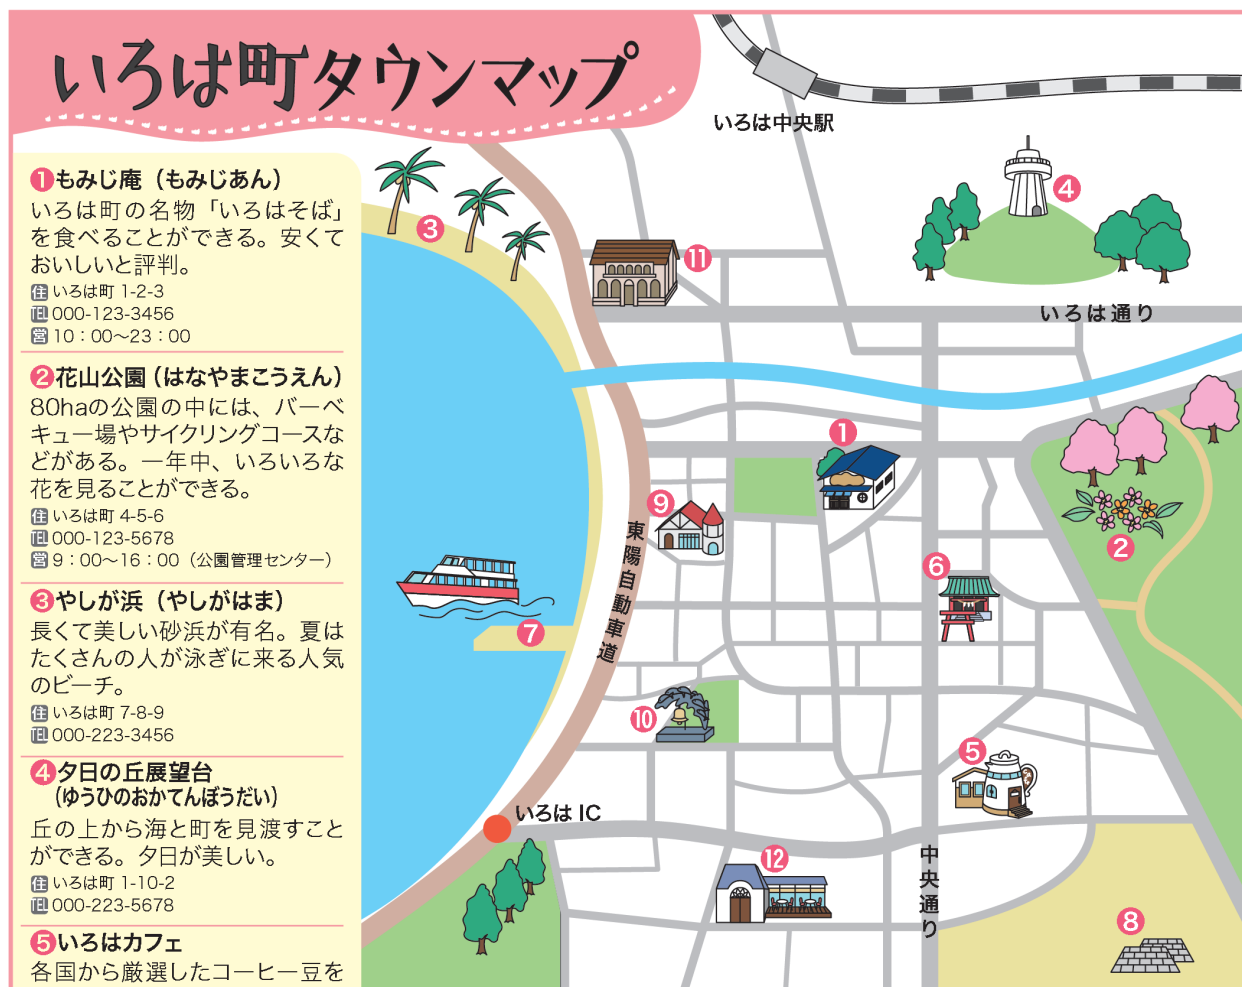 いろは町タウンマップ
❶もみじ庵（もみじあん）
いろは町の名物「いろはそば」
を食べることができる。安くて
おいしいと評判。
住 いろは町 1-2-3
TEL 000-123-3456
営 10：00〜23：00
❷花山公園（はなやまこうえん）
80haの公園の中には、バーベ
キュー場やサイクリングコースな
どがある。一年中、いろいろな
花を見ることができる。
住 いろは町 4-5-6
TEL 000-123-5678
営 9：00〜16：00（公園管理センター）
❸やしが浜（やしがはま）
長くて美しい砂浜が有名。夏は
たくさんの人が泳ぎに来る人気
のビーチ。
住 いろは町 7-8-9
TEL 000-223-3456
❹夕日の丘展望台
（ゆうひのおかてんぼうだい）
丘の上から海と町を見渡すこと
ができる。夕日が美しい。
住 いろは町 1-10-2
TEL 000-223-5678
❺いろはカフェ
各国から厳選したコーヒー豆を
いろは中央駅
❹
❸
⓫
いろは通り
❶
❾
東陽自動車道
❷
❻
❼
❿
❺
いろは IC
⓬
中央通り
❽